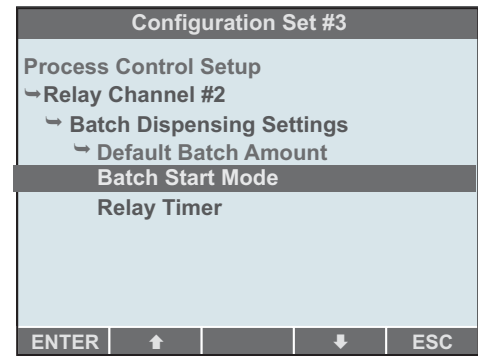 Configuration Set #3
Process Control Setup
➥Relay Channel #2
➥ Batch Dispensing Settings
➥ Default Batch Amount
Batch Start Mode
Relay Timer
ENTER ⬆ ⬇ ESC